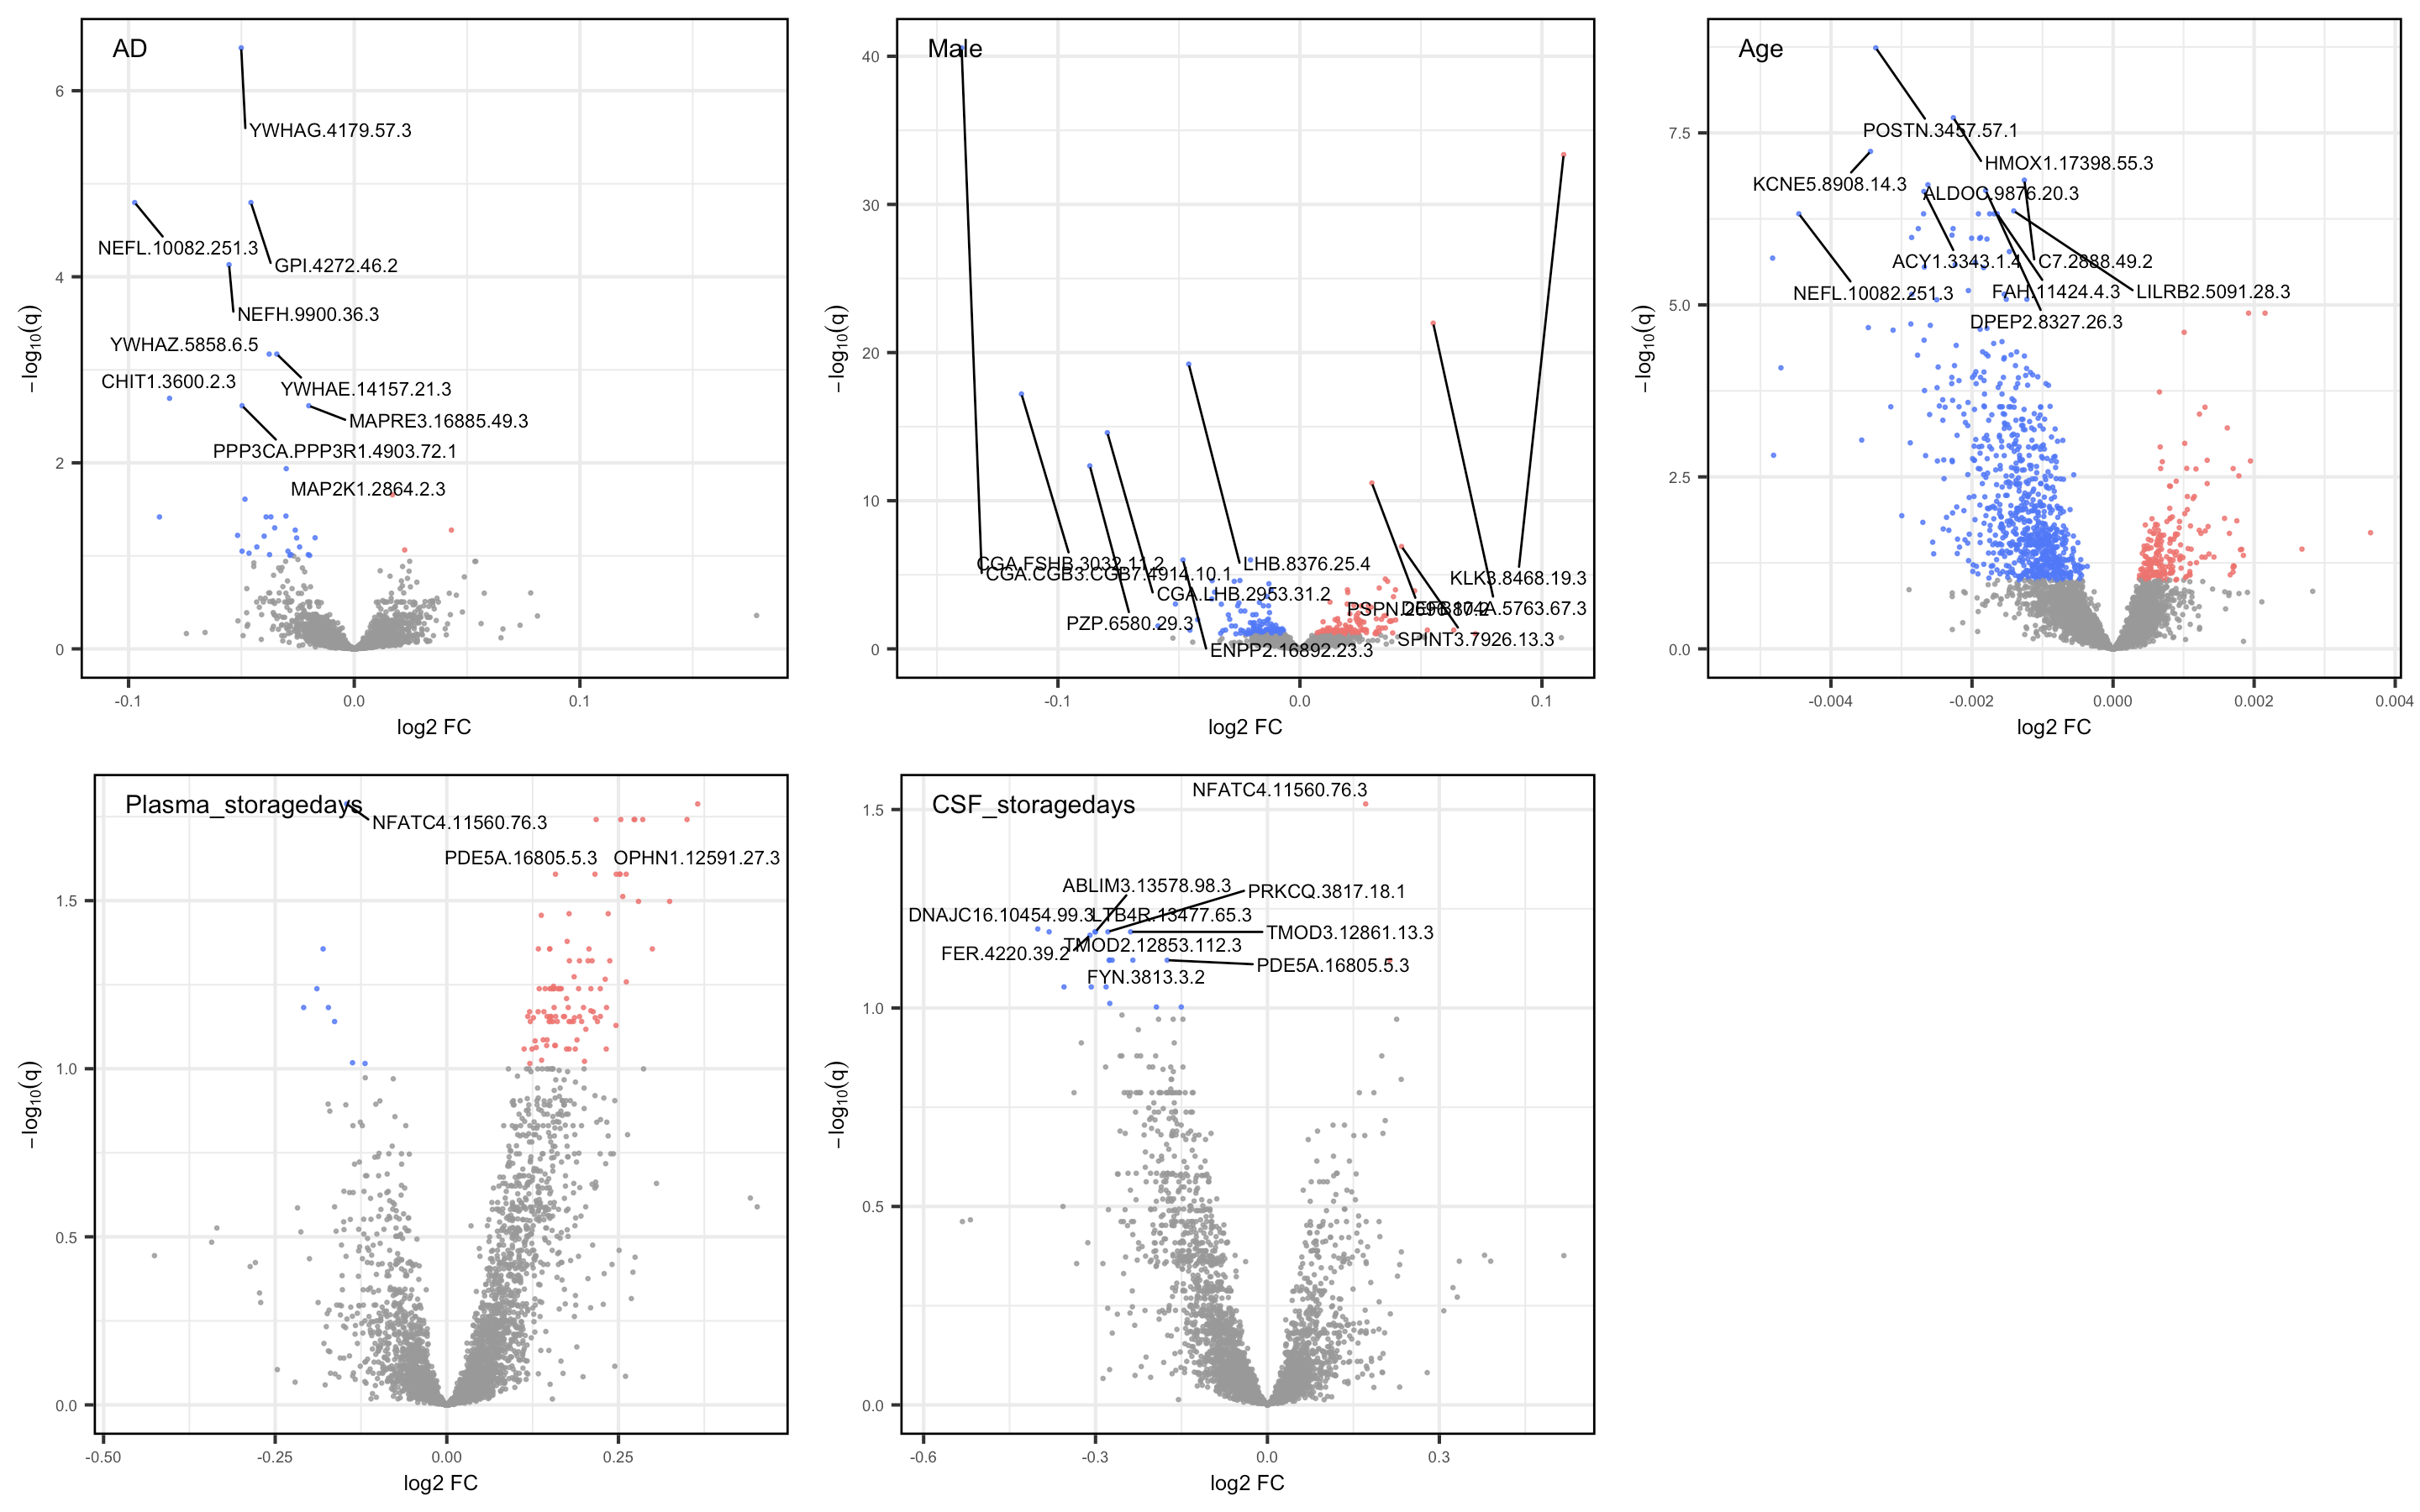 AD
YWHAG.4179.57.3
NEFL.10082.251.3
GPI.4272.46.2
NEFH.9900.36.3
YWHAZ.5858.6.5
CHIT1.3600.2.3
YWHAE.14157.21.3
MAPRE3.16885.49.3
PPP3CA.PPP3R1.4903.72.1
MAP2K1.2864.2.3
6
4
2
0
-0.1
0.0
0.1
log2 FC
−log10(q)
Male
CGA.FSHB.3032.11.2
CGA.CGB3.CGB7.4914.10.1
LHB.8376.25.4
CGA.LHB.2953.31.2
PZP.6580.29.3
ENPP2.16892.23.3
KLK3.8468.19.3
PSPN.2696.87.2
DEFB104A.5763.67.3
SPINT3.7926.13.3
40
30
20
10
0
-0.1
0.0
0.1
log2 FC
−log10(q)
Age
POSTN.3457.57.1
HMOX1.17398.55.3
KCNE5.8908.14.3
ALDOC.9876.20.3
ACY1.3343.1.4
C7.2888.49.2
NEFL.10082.251.3
FAH.11424.4.3
LILRB2.5091.28.3
DPEP2.8327.26.3
7.5
5.0
2.5
0.0
-0.004
-0.002
0.000
0.002
0.004
log2 FC
−log10(q)
Plasma_storagedays
NFATC4.11560.76.3
PDE5A.16805.5.3
OPHN1.12591.27.3
1.5
1.0
0.5
0.0
-0.50
-0.25
0.00
0.25
log2 FC
−log10(q)
CSF_storagedays
NFATC4.11560.76.3
ABLIM3.13578.98.3
PRKCQ.3817.18.1
DNAJC16.10454.99.3
LTB4R.13477.65.3
TMOD3.12861.13.3
FER.4220.39.2
TMOD2.12853.112.3
PDE5A.16805.5.3
FYN.3813.3.2
1.5
1.0
0.5
0.0
-0.6
-0.3
0.0
0.3
log2 FC
−log10(q)